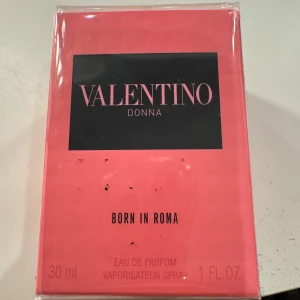 VALENTINO
DONNA
BORN IN ROMA
EAU DE PARFUM
30 ml VAPORISATEUR SPRAY 1 FL.OZ.